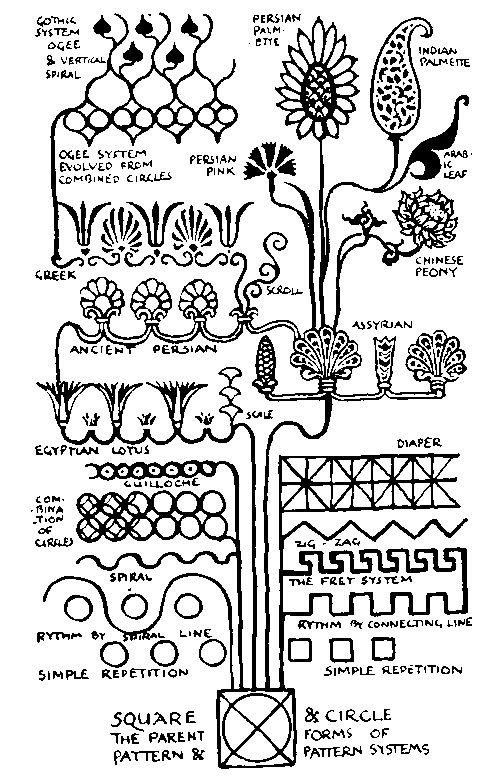 GOTHIC
SYSTEM
OGEE
& VERTICAL
SPIRAL
PERSIAN
PALM-
ETTE
INDIAN
PALMETTE
OGEE SYSTEM
EVOLVED FROM
COMBINED CIRCLES
PERSIAN
PINK
ARAB-
IC
LEAF
CHINESE
PEONY
GREEK
SCROLL
ANCIENT PERSIAN
ASSYRIAN
SCALE
EGYPTIAN LOTUS
DIAPER
GUILLOCHE
COM-
BINA-
TION
OF
CIRCLES
ZIG-ZAG
SPIRAL
THE FRET SYSTEM
RYTHM BY SPIRAL LINE
RYTHM BY CONNECTING LINE
SIMPLE REPETITION
SIMPLE REPETITION
SQUARE & CIRCLE
THE PARENT FORMS OF
PATTERN & PATTERN SYSTEMS